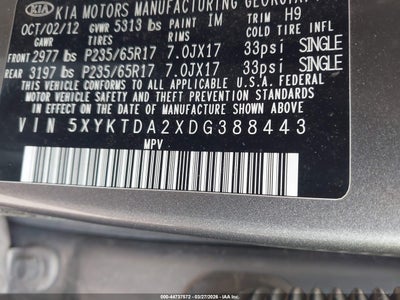 KIA KIA MOTORS MANUFACTURING GEORGIA
OCT/02/12 GVWR 5313 lbs PAINT IM TRIM H9
GAWR TIRES RIMS COLD TIRE INF
FRONT 2977 lbs P235/65R17 7.0JX17 33psi SINGLE
REAR 3197 lbs P235/65R17 7.0JX17 33psi SINGLE
THIS VEHICLE CONFORMS TO ALL APPLICABLE U.S.A. FEDERAL
MOTOR VEHICLE SAFETY AND THEFT PREVENTION STANDARDS IN
EFFECT ON THE DATE OF MANUFACTURE SHOWN ABOVE.
VIN 5XYKTDA2XDG388443
MPV
000-44737572 - 03/27/2026 - IAA Inc.